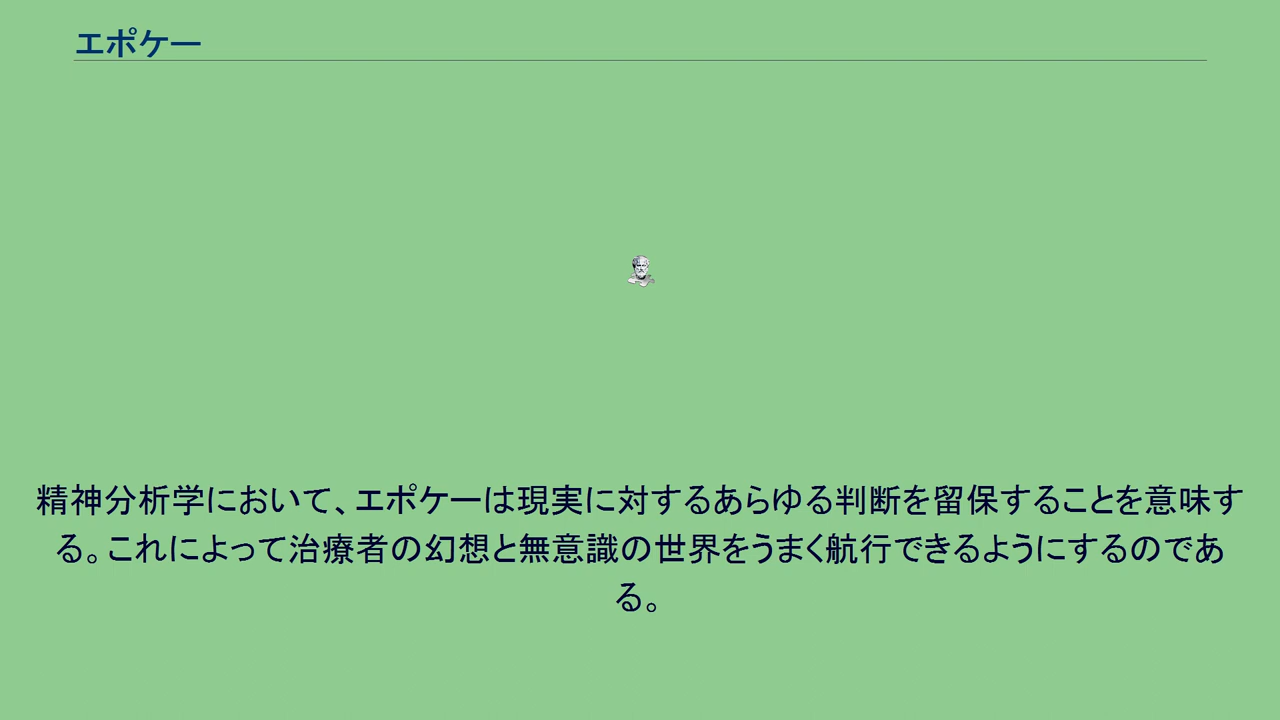 エポケー
精神分析学において、エポケーは現実に対するあらゆる判断を留保することを意味す
る。これによって治療者の幻想と無意識の世界をうまく航行できるようにするのであ
る。